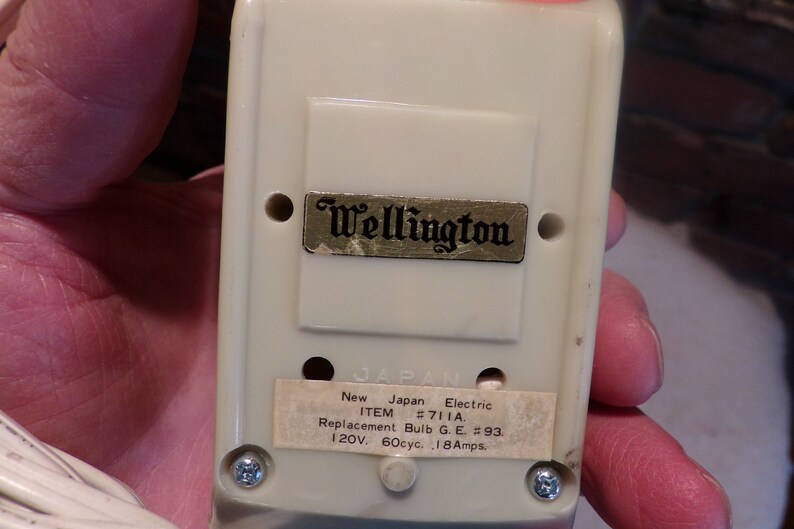 Wellington
JAPAN
New Japan Electric
ITEM #711A.
Replacement Bulb G.E. #93.
120V. 60cyc. .18Amps.